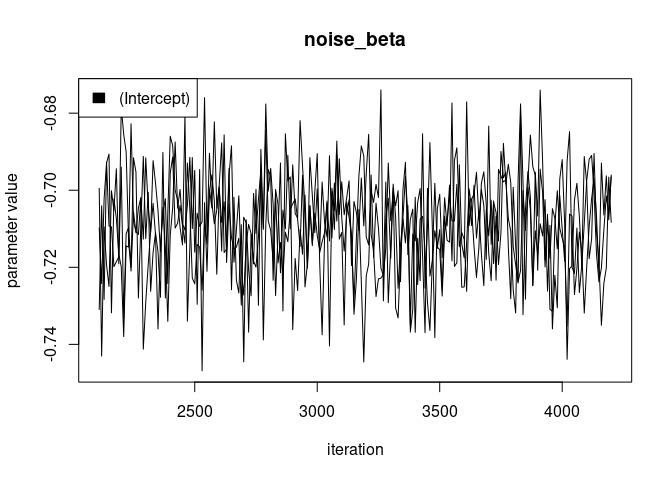 noise_beta
(Intercept)
-0.68
-0.70
-0.72
-0.74
parameter value
2500 3000 3500 4000
iteration